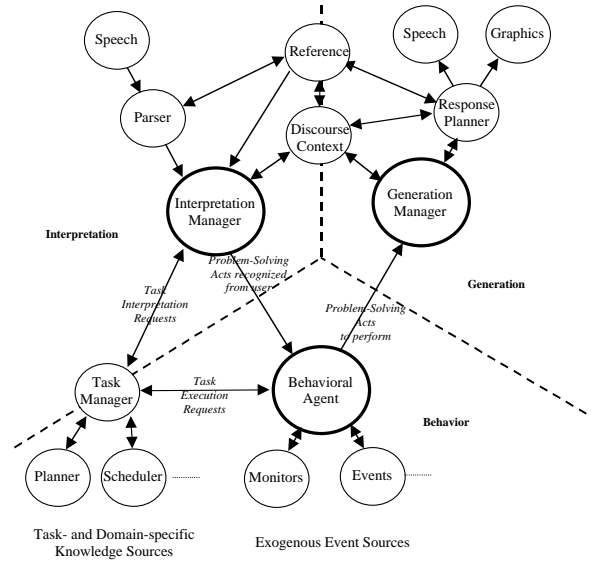 Speech
Speech
Graphics
Reference
Parser
Response
Planner
Discourse
Context
Interpretation
Manager
Generation
Manager
Interpretation
Problem-Solving
Acts recognized
from user
Generation
Task
Interpretation
Requests
Problem-Solving
Acts
to perform
Task
Manager
Task
Execution
Requests
Behavioral
Agent
Behavior
Planner
Scheduler
Monitors
Events
Task- and Domain-specific
Knowledge Sources
Exogenous Event Sources